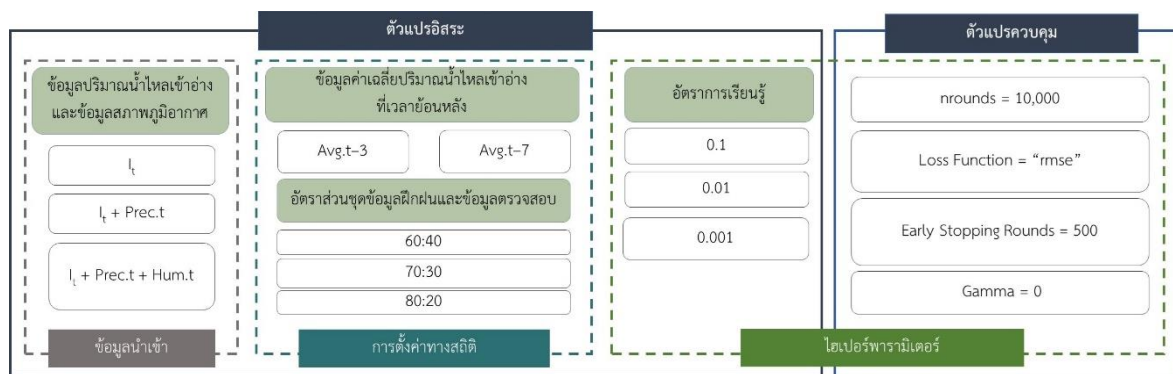 ตัวแปรอิสระ
ตัวแปรควบคุม
ข้อมูลปริมาณน้ำไหลเข้าอ่าง
และข้อมูลสภาพภูมิอากาศ
It
It + Prec.t
It + Prec.t + Hum.t
ข้อมูลนำเข้า
ข้อมูลค่าเฉลี่ยปริมาณน้ำไหลเข้าอ่าง
ที่เวลาย้อนหลัง
Avg.t–3
Avg.t–7
อัตราส่วนชุดข้อมูลฝึกฝนและข้อมูลตรวจสอบ
60:40
70:30
80:20
การตั้งค่าทางสถิติ
อัตราการเรียนรู้
0.1
0.01
0.001
nrounds = 10,000
Loss Function = “rmse”
Early Stopping Rounds = 500
Gamma = 0
ไฮเปอร์พารามิเตอร์